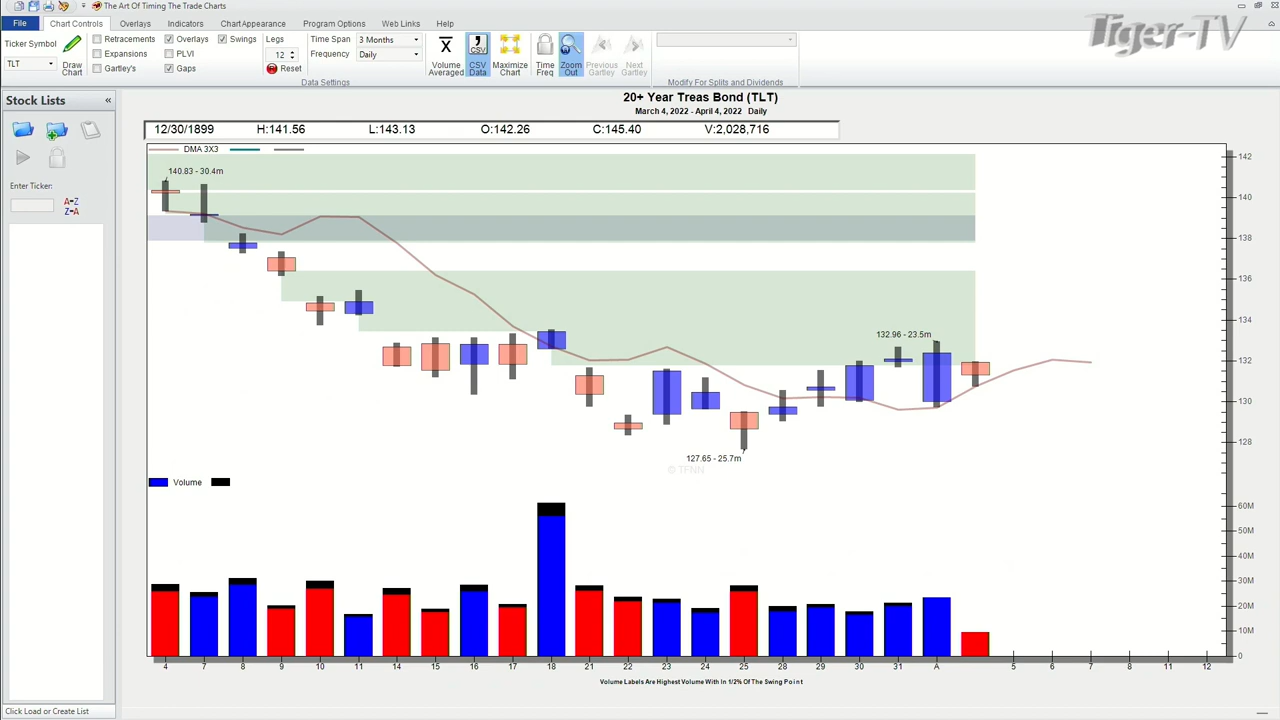 The Art Of Timing The Trade Charts
File Chart Controls Overlays Indicators Chart Appearance Program Options Web Links Help
Tiger-TV
Ticker Symbol
TLT
Draw Chart
Retracements Overlays Swings
Expansions PLVI
Gartley's Gaps
Legs
12
Reset
Time Span 3 Months
Frequency Daily
Data Settings
Volume Averaged
CSV
CSV Data
Maximize Chart
Time Freq
Zoom Out
Previous Gartley
Next Gartley
Modify For Splits and Dividends
Stock Lists «
Enter Ticker:
A-Z
Z-A
Click Load or Create List
20+ Year Treas Bond (TLT)
March 4, 2022 - April 4, 2022 Daily
12/30/1899 H:141.56 L:143.13 O:142.26 C:145.40 V:2,028,716
DMA 3X3
140.83 - 30.4m
132.96 - 23.5m
127.65 - 25.7m
© TFNN
142
140
138
136
134
132
130
128
Volume
60M
50M
40M
30M
20M
10M
0
4 7 8 9 10 11 14 15 16 17 18 21 22 23 24 25 28 29 30 31 A 5 6 7 8 11 12
Volume Labels Are Highest Volume With In 1/2% Of The Swing Point